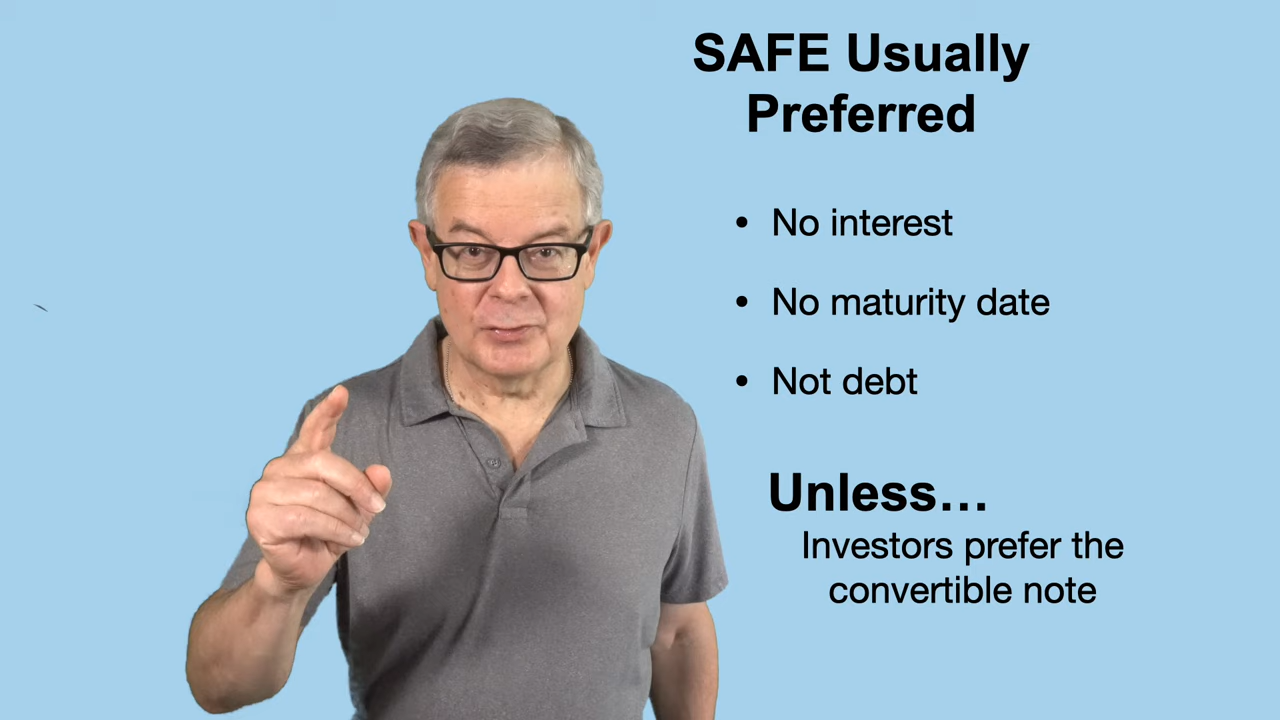 SAFE Usually
Preferred
• No interest
• No maturity date
• Not debt
Unless…
Investors prefer the
convertible note